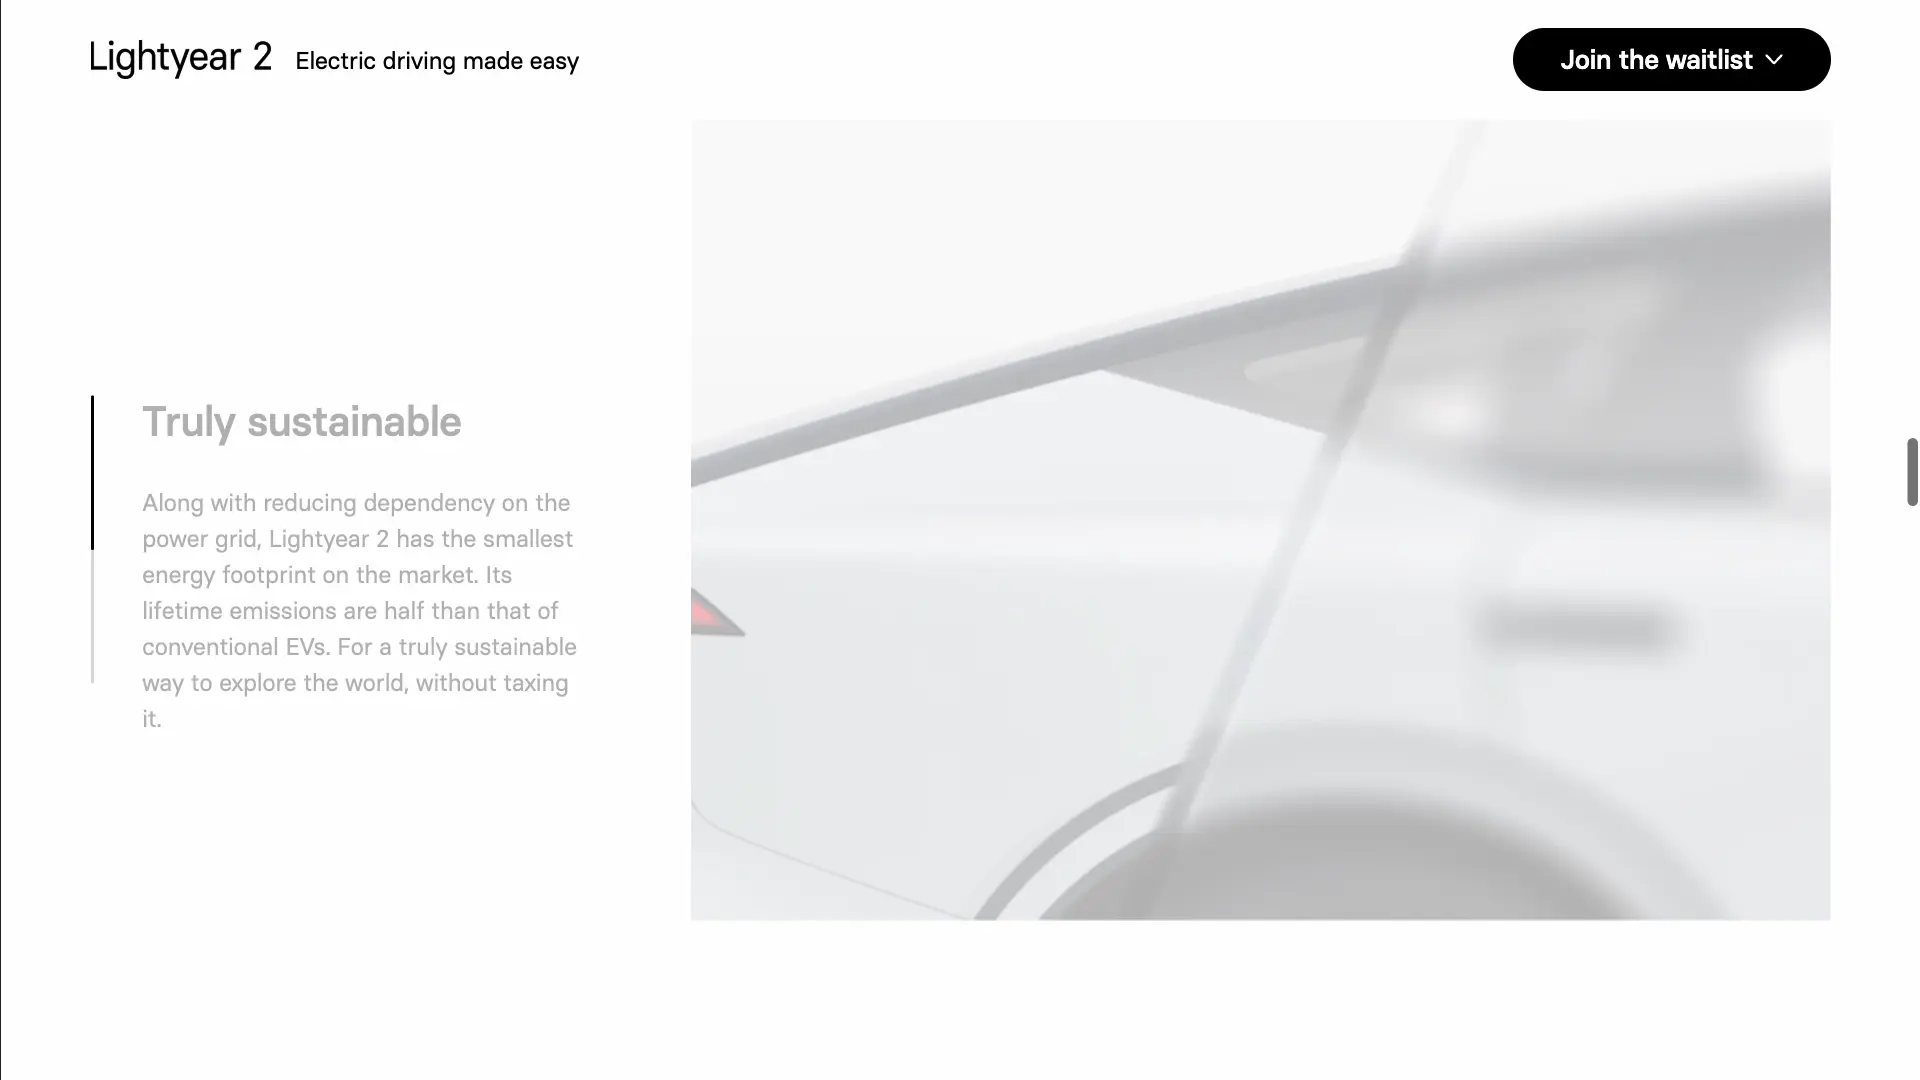 Lightyear 2 Electric driving made easy
Join the waitlist
Truly sustainable
Along with reducing dependency on the
power grid, Lightyear 2 has the smallest
energy footprint on the market. Its
lifetime emissions are half than that of
conventional EVs. For a truly sustainable
way to explore the world, without taxing
it.